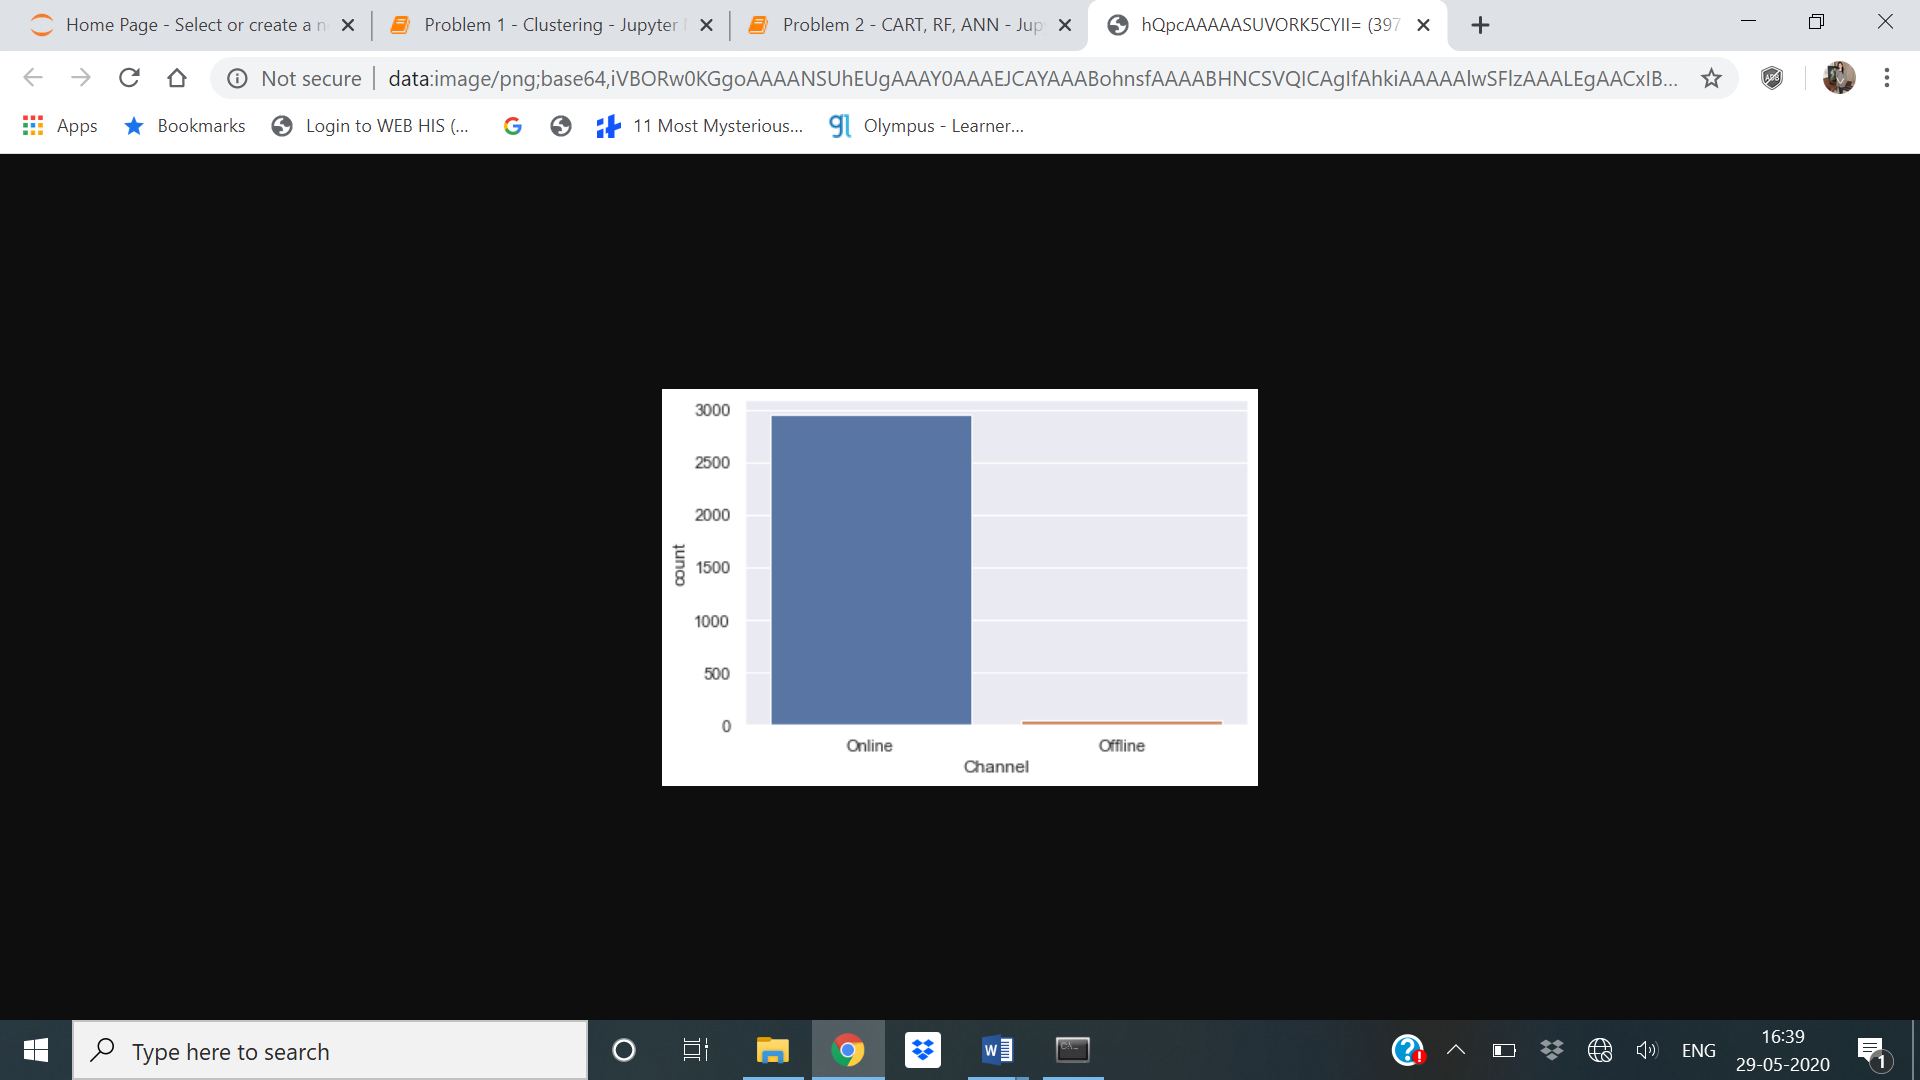 Home Page - Select or create a n
Problem 1 - Clustering - Jupyter
Problem 2 - CART, RF, ANN - Jup
hQpcAAAAASUVORK5CYII= (397
Not secure
data:image/png;base64,iVBORw0KGgoAAAANSUhEUgAAAY0AAAEJCAYAAABohnsfAAAABHNCSVQICAgIfAhkiAAAAAlwSFlzAAALEgAACxIB...
Apps
Bookmarks
Login to WEB HIS (...
11 Most Mysterious...
Olympus - Learner...
3000
2500
2000
1500
1000
500
0
count
Online
Offline
Channel
Type here to search
ENG
16:39
29-05-2020
1